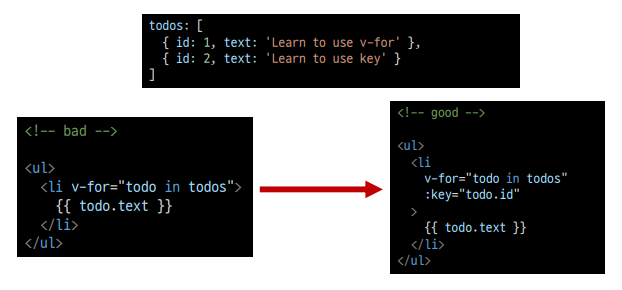 todos: [
  { id: 1, text: 'Learn to use v-for' },
  { id: 2, text: 'Learn to use key' }
]
<!-- bad -->
<ul>
  <li v-for="todo in todos">
    {{ todo.text }}
  </li>
</ul>
<!-- good -->
<ul>
  <li
    v-for="todo in todos"
    :key="todo.id"
  >
    {{ todo.text }}
  </li>
</ul>